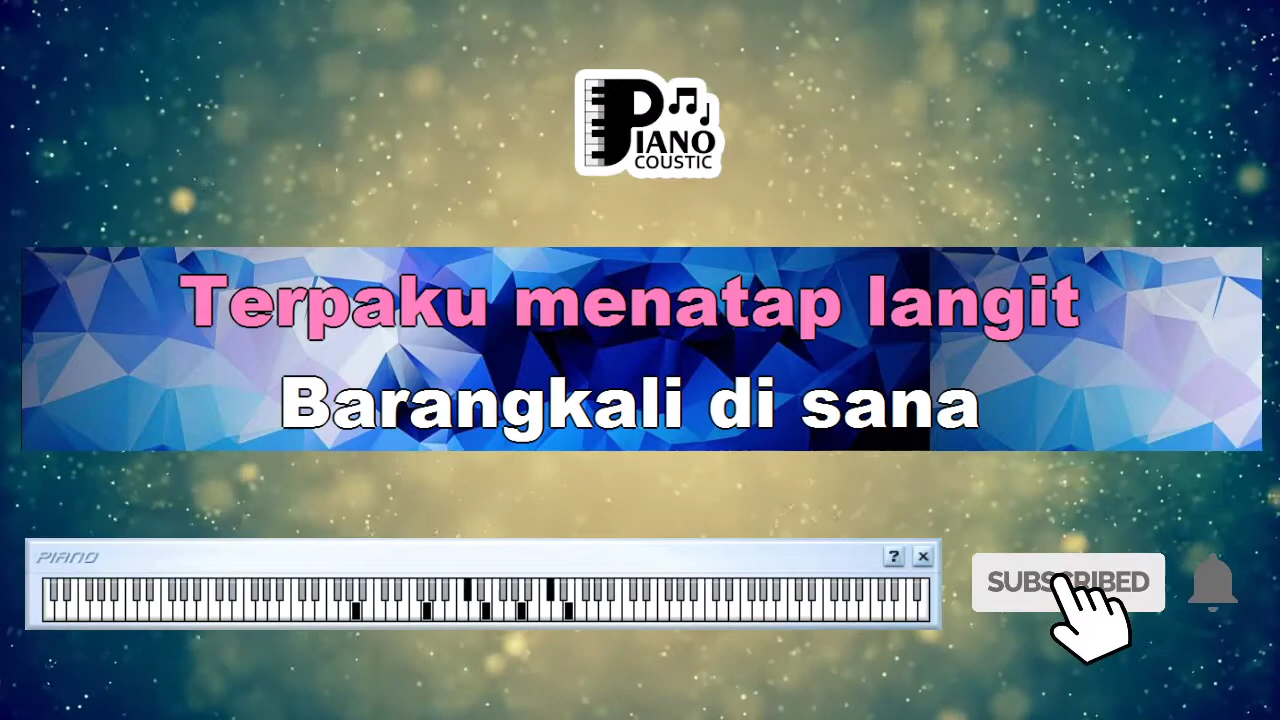 PIANO
COUSTIC
Terpaku menatap langit
Barangkali di sana
PIANO
? ×
SUBSCRIBED